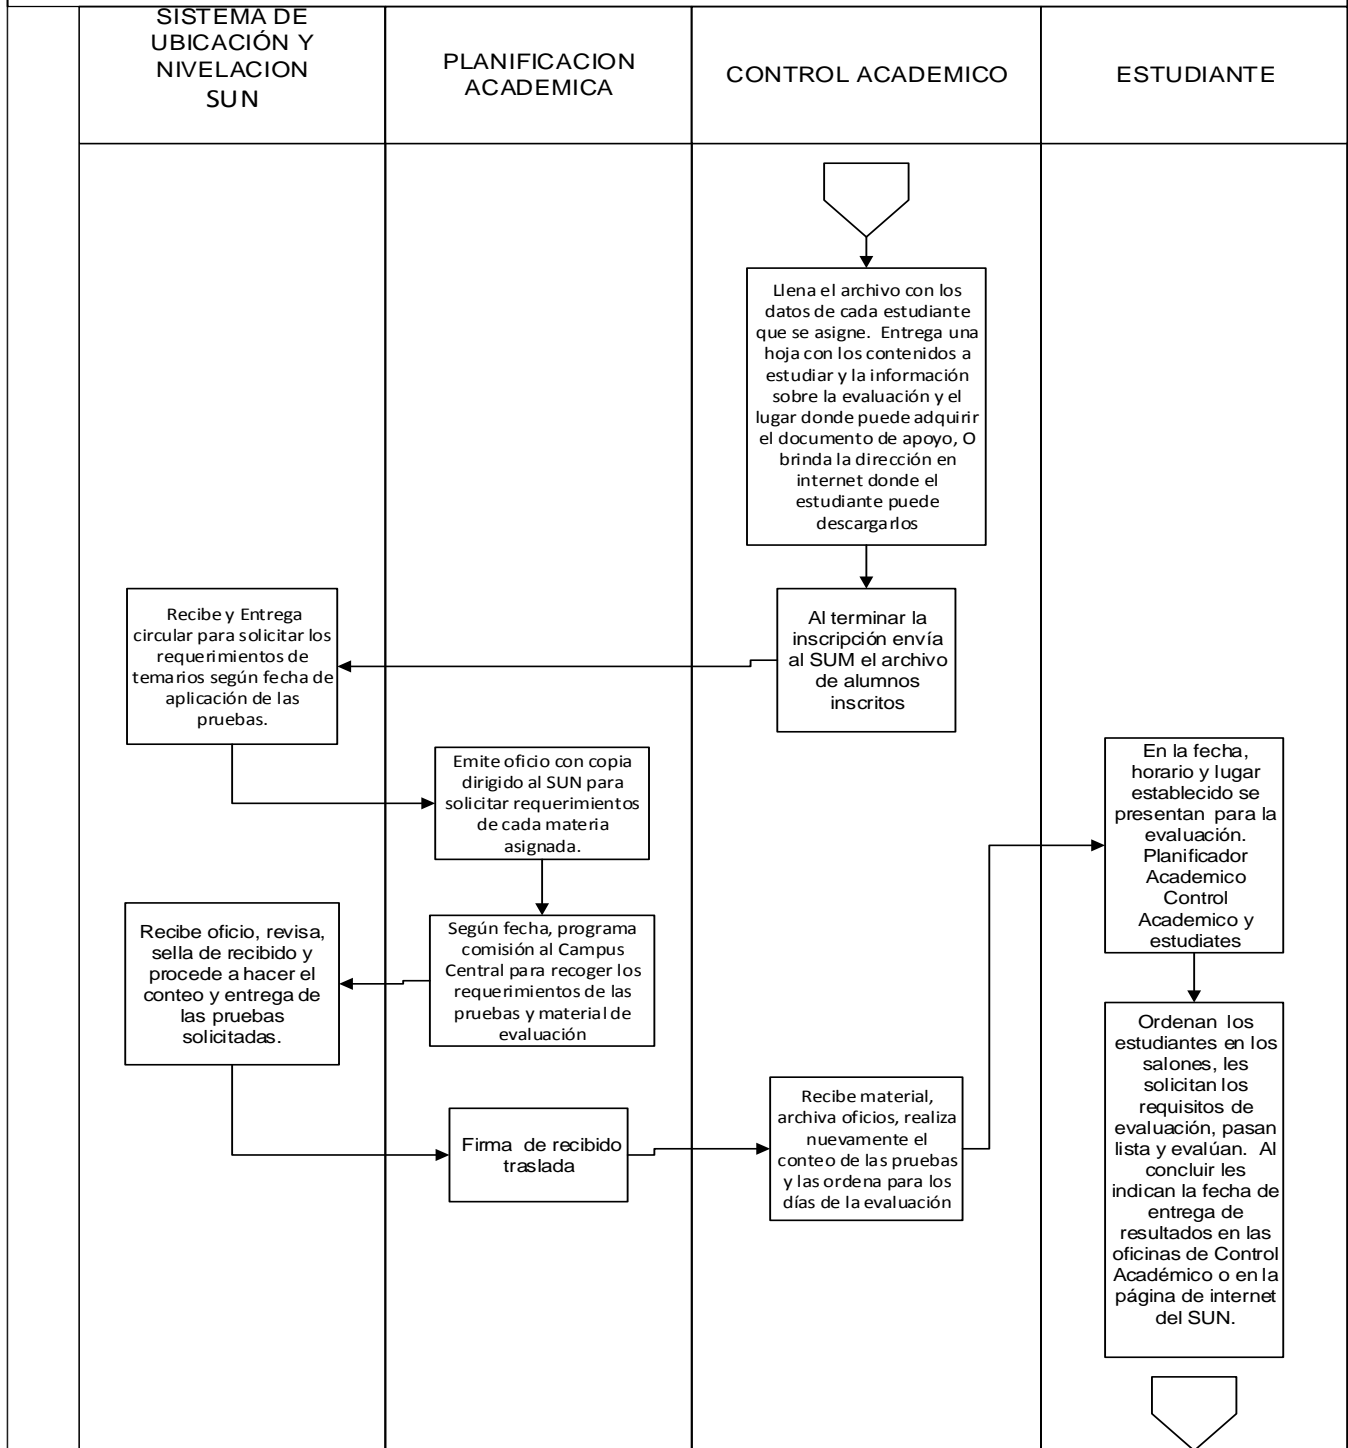 SISTEMA DE
UBICACIÓN Y
NIVELACION
SUN
PLANIFICACION
ACADEMICA
CONTROL ACADEMICO
ESTUDIANTE
Llena el archivo con los
datos de cada estudiante
que se asigne. Entrega una
hoja con los contenidos a
estudiar y la información
sobre la evaluación y el
lugar donde puede adquirir
el documento de apoyo, O
brinda la dirección en
internet donde el
estudiante puede
descargarlos
Al terminar la
inscripción envía
al SUM el archivo
de alumnos
inscritos
Recibe y Entrega
circular para solicitar los
requerimientos de
temarios según fecha de
aplicación de las
pruebas.
Emite oficio con copia
dirigido al SUN para
solicitar requerimientos
de cada materia
asignada.
Según fecha, programa
comisión al Campus
Central para recoger los
requerimientos de las
pruebas y material de
evaluación
Recibe oficio, revisa,
sella de recibido y
procede a hacer el
conteo y entrega de
las pruebas
solicitadas.
Firma de recibido
traslada
Recibe material,
archiva oficios, realiza
nuevamente el
conteo de las pruebas
y las ordena para los
días de la evaluación
En la fecha,
horario y lugar
establecido se
presentan para la
evaluación.
Planificador
Academico
Control
Academico y
estudiates
Ordenan los
estudiantes en los
salones, les
solicitan los
requisitos de
evaluación, pasan
lista y evalúan. Al
concluir les
indican la fecha de
entrega de
resultados en las
oficinas de Control
Académico o en la
página de internet
del SUN.